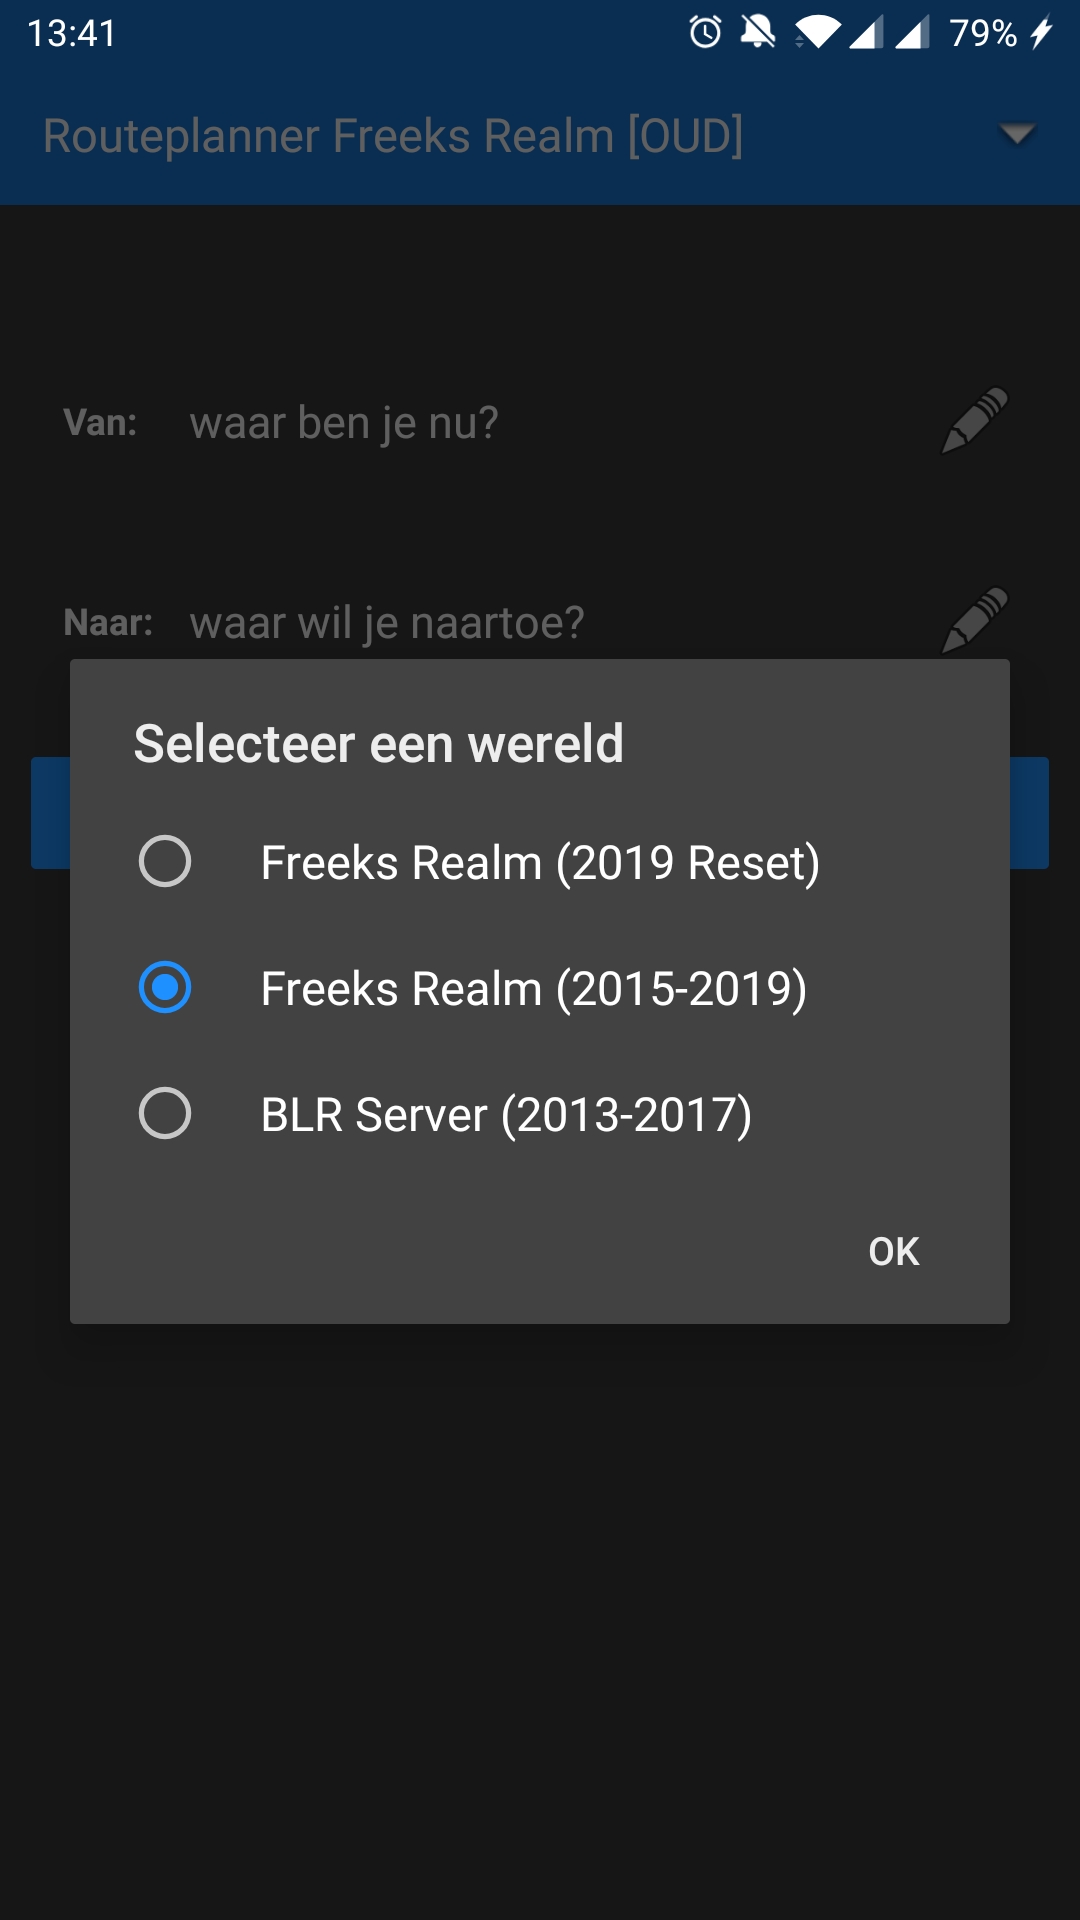 13:41
79%
Routeplanner Freeks Realm [OUD]
Van: waar ben je nu?
Naar: waar wil je naartoe?
Selecteer een wereld
Freeks Realm (2019 Reset)
Freeks Realm (2015-2019)
BLR Server (2013-2017)
OK